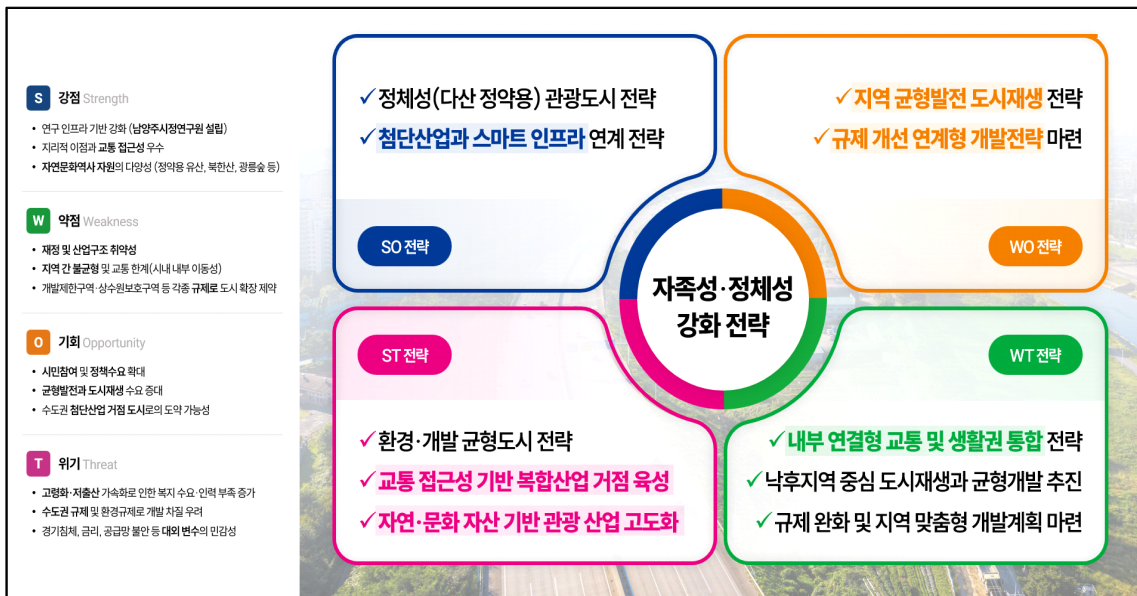 S 강점 Strength
• 연구 인프라 기반 강화 (남양주시정연구원 설립)
• 지리적 이점과 교통 접근성 우수
• 자연문화역사 자원의 다양성 (정약용 유산, 북한산, 광릉숲 등)
W 약점 Weakness
• 재정 및 산업구조 취약성
• 지역 간 불균형 및 교통 한계(시내 내부 이동성)
• 개발제한구역·상수원보호구역 등 각종 규제로 도시 확장 제약
O 기회 Opportunity
• 시민참여 및 정책수요 확대
• 균형발전과 도시재생 수요 증대
• 수도권 첨단산업 거점 도시로의 도약 가능성
T 위기 Threat
• 고령화·저출산 가속화로 인한 복지 수요·인력 부족 증가
• 수도권 규제 및 환경규제로 개발 차질 우려
• 경기침체, 금리, 공급망 불안 등 대외 변수의 민감성
✓정체성(다산 정약용) 관광도시 전략
✓첨단산업과 스마트 인프라 연계 전략
SO 전략
✓지역 균형발전 도시재생 전략
✓규제 개선 연계형 개발전략 마련
WO 전략
자족성·정체성
강화 전략
ST 전략
✓환경·개발 균형도시 전략
✓교통 접근성 기반 복합산업 거점 육성
✓자연·문화 자산 기반 관광 산업 고도화
WT 전략
✓내부 연결형 교통 및 생활권 통합 전략
✓낙후지역 중심 도시재생과 균형개발 추진
✓규제 완화 및 지역 맞춤형 개발계획 마련